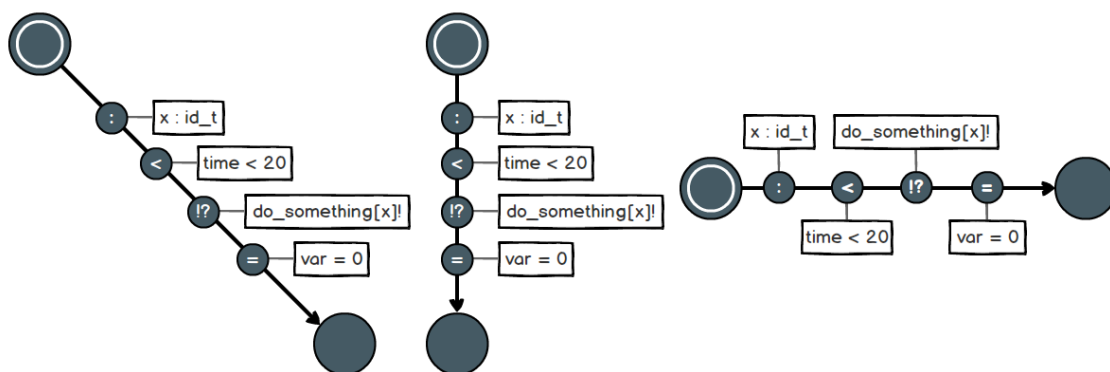 :
x : id_t
<
time < 20
!?
do_something[x]!
=
var = 0
:
x : id_t
<
time < 20
!?
do_something[x]!
=
var = 0
x : id_t
do_something[x]!
:
<
!?
=
time < 20
var = 0